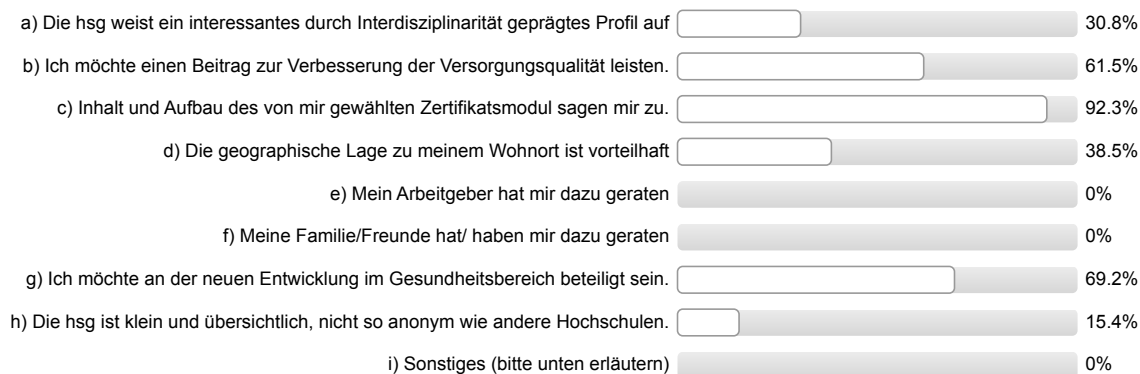 a) Die hsg weist ein interessantes durch Interdisziplinarität geprägtes Profil auf 30.8%
b) Ich möchte einen Beitrag zur Verbesserung der Versorgungsqualität leisten. 61.5%
c) Inhalt und Aufbau des von mir gewählten Zertifikatsmodul sagen mir zu. 92.3%
d) Die geographische Lage zu meinem Wohnort ist vorteilhaft 38.5%
e) Mein Arbeitgeber hat mir dazu geraten 0%
f) Meine Familie/Freunde hat/ haben mir dazu geraten 0%
g) Ich möchte an der neuen Entwicklung im Gesundheitsbereich beteiligt sein. 69.2%
h) Die hsg ist klein und übersichtlich, nicht so anonym wie andere Hochschulen. 15.4%
i) Sonstiges (bitte unten erläutern) 0%